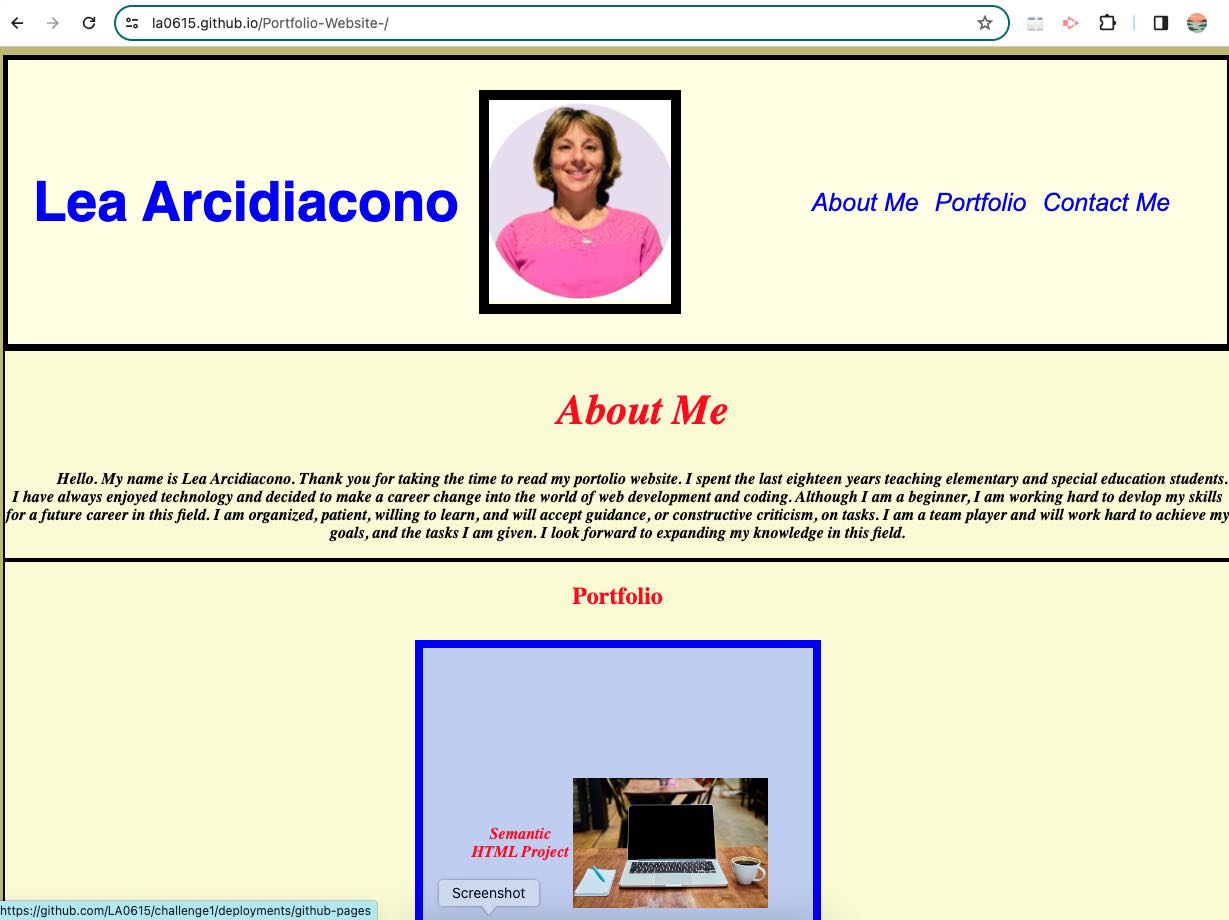 la0615.github.io/Portfolio-Website-/
Lea Arcidiacono
About Me Portfolio Contact Me
About Me
Hello. My name is Lea Arcidiacono. Thank you for taking the time to read my portolio website. I spent the last eighteen years teaching elementary and special education students.
I have always enjoyed technology and decided to make a career change into the world of web development and coding. Although I am a beginner, I am working hard to devlop my skills
for a future career in this field. I am organized, patient, willing to learn, and will accept guidance, or constructive criticism, on tasks. I am a team player and will work hard to achieve my
goals, and the tasks I am given. I look forward to expanding my knowledge in this field.
Portfolio
Semantic
HTML Project
Screenshot
https://github.com/LA0615/challenge1/deployments/github-pages